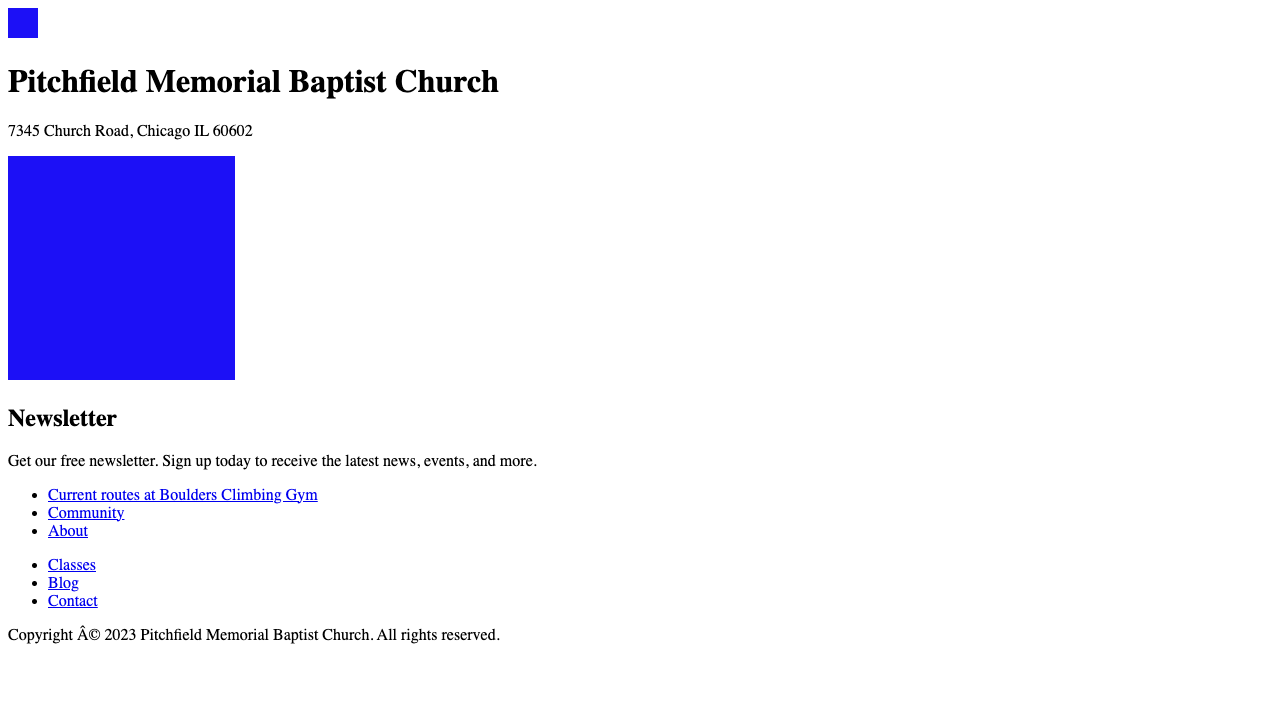 Pitchfield Memorial Baptist Church
7345 Church Road, Chicago IL 60602
Newsletter
Get our free newsletter. Sign up today to receive the latest news, events, and more.
Current routes at Boulders Climbing Gym
Community
About
Classes
Blog
Contact
Copyright Â© 2023 Pitchfield Memorial Baptist Church. All rights reserved.